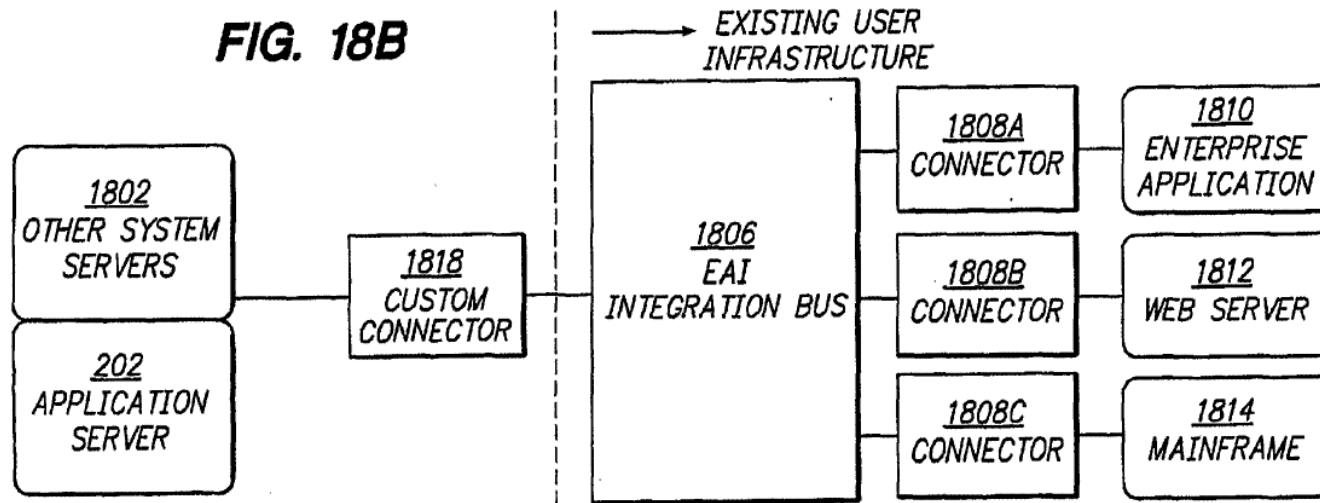 FIG. 18B
EXISTING USER
INFRASTRUCTURE
1802
OTHER SYSTEM
SERVERS
202
APPLICATION
SERVER
1818
CUSTOM
CONNECTOR
1806
EAI
INTEGRATION BUS
1808A
CONNECTOR
1810
ENTERPRISE
APPLICATION
1808B
CONNECTOR
1812
WEB SERVER
1808C
CONNECTOR
1814
MAINFRAME